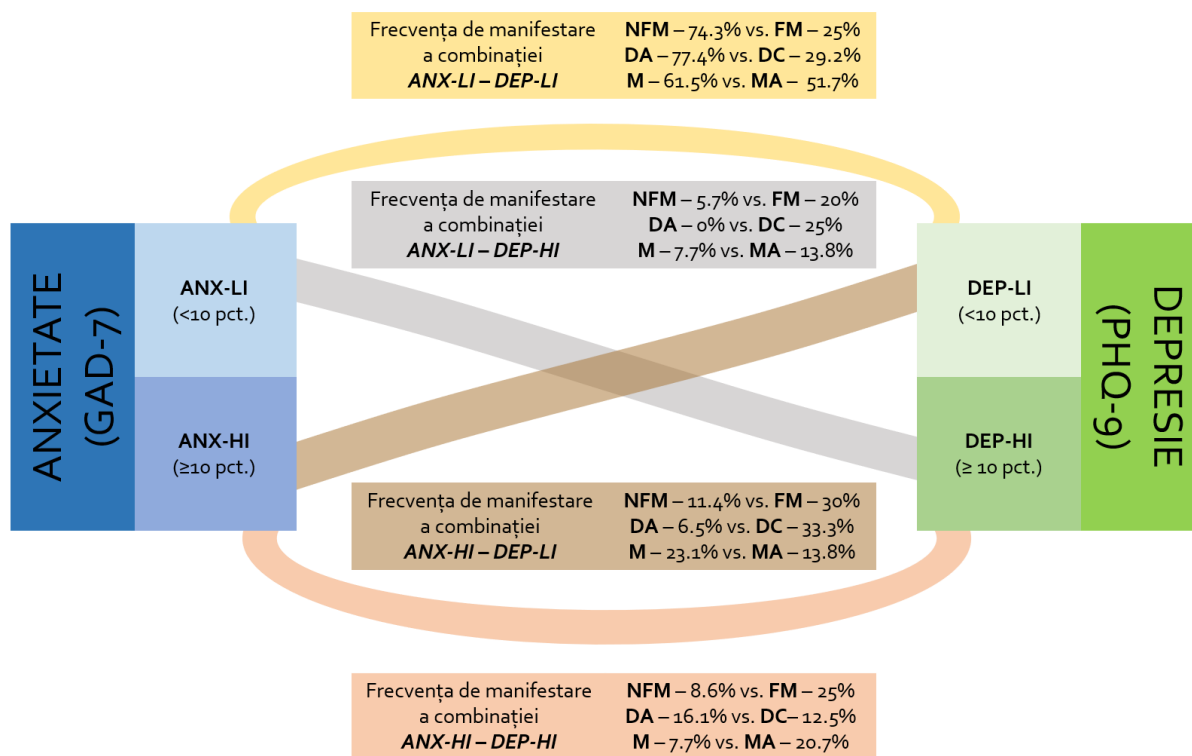 Frecvența de manifestare
a combinației
ANX-LI – DEP-LI
NFM – 74.3% vs. FM – 25%
DA – 77.4% vs. DC – 29.2%
M – 61.5% vs. MA – 51.7%
Frecvența de manifestare
a combinației
ANX-LI – DEP-HI
NFM – 5.7% vs. FM – 20%
DA – 0% vs. DC – 25%
M – 7.7% vs. MA – 13.8%
ANXIETATE
(GAD-7)
ANX-LI
(<10 pct.)
ANX-HI
(≥10 pct.)
DEP-LI
(<10 pct.)
DEP-HI
(≥ 10 pct.)
DEPRESIE
(PHQ-9)
Frecvența de manifestare
a combinației
ANX-HI – DEP-LI
NFM – 11.4% vs. FM – 30%
DA – 6.5% vs. DC – 33.3%
M – 23.1% vs. MA – 13.8%
Frecvența de manifestare
a combinației
ANX-HI – DEP-HI
NFM – 8.6% vs. FM – 25%
DA – 16.1% vs. DC– 12.5%
M – 7.7% vs. MA – 20.7%